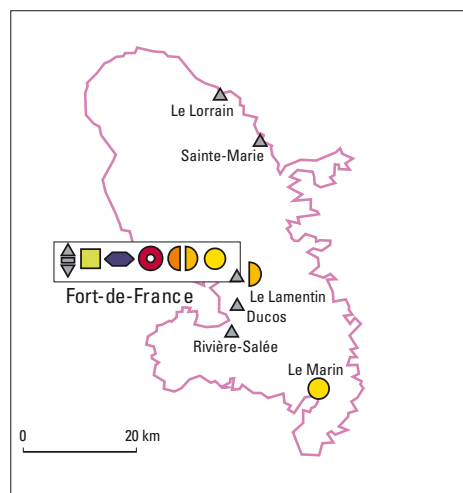 Le Lorrain
Sainte-Marie
Fort-de-France
Le Lamentin
Ducos
Rivière-Salée
Le Marin
0 20 km